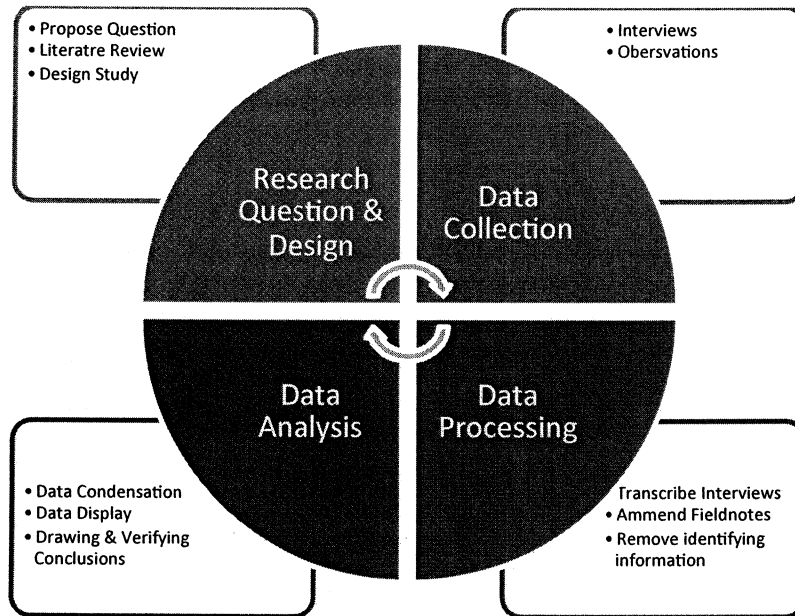 • Propose Question
• Literatre Review
• Design Study
• Interviews
• Obersvations
Research
Question &
Design
Data
Collection
Data
Analysis
Data
Processing
• Data Condensation
• Data Display
• Drawing & Verifying
Conclusions
Transcribe Interviews
• Ammend Fieldnotes
• Remove identifying
information